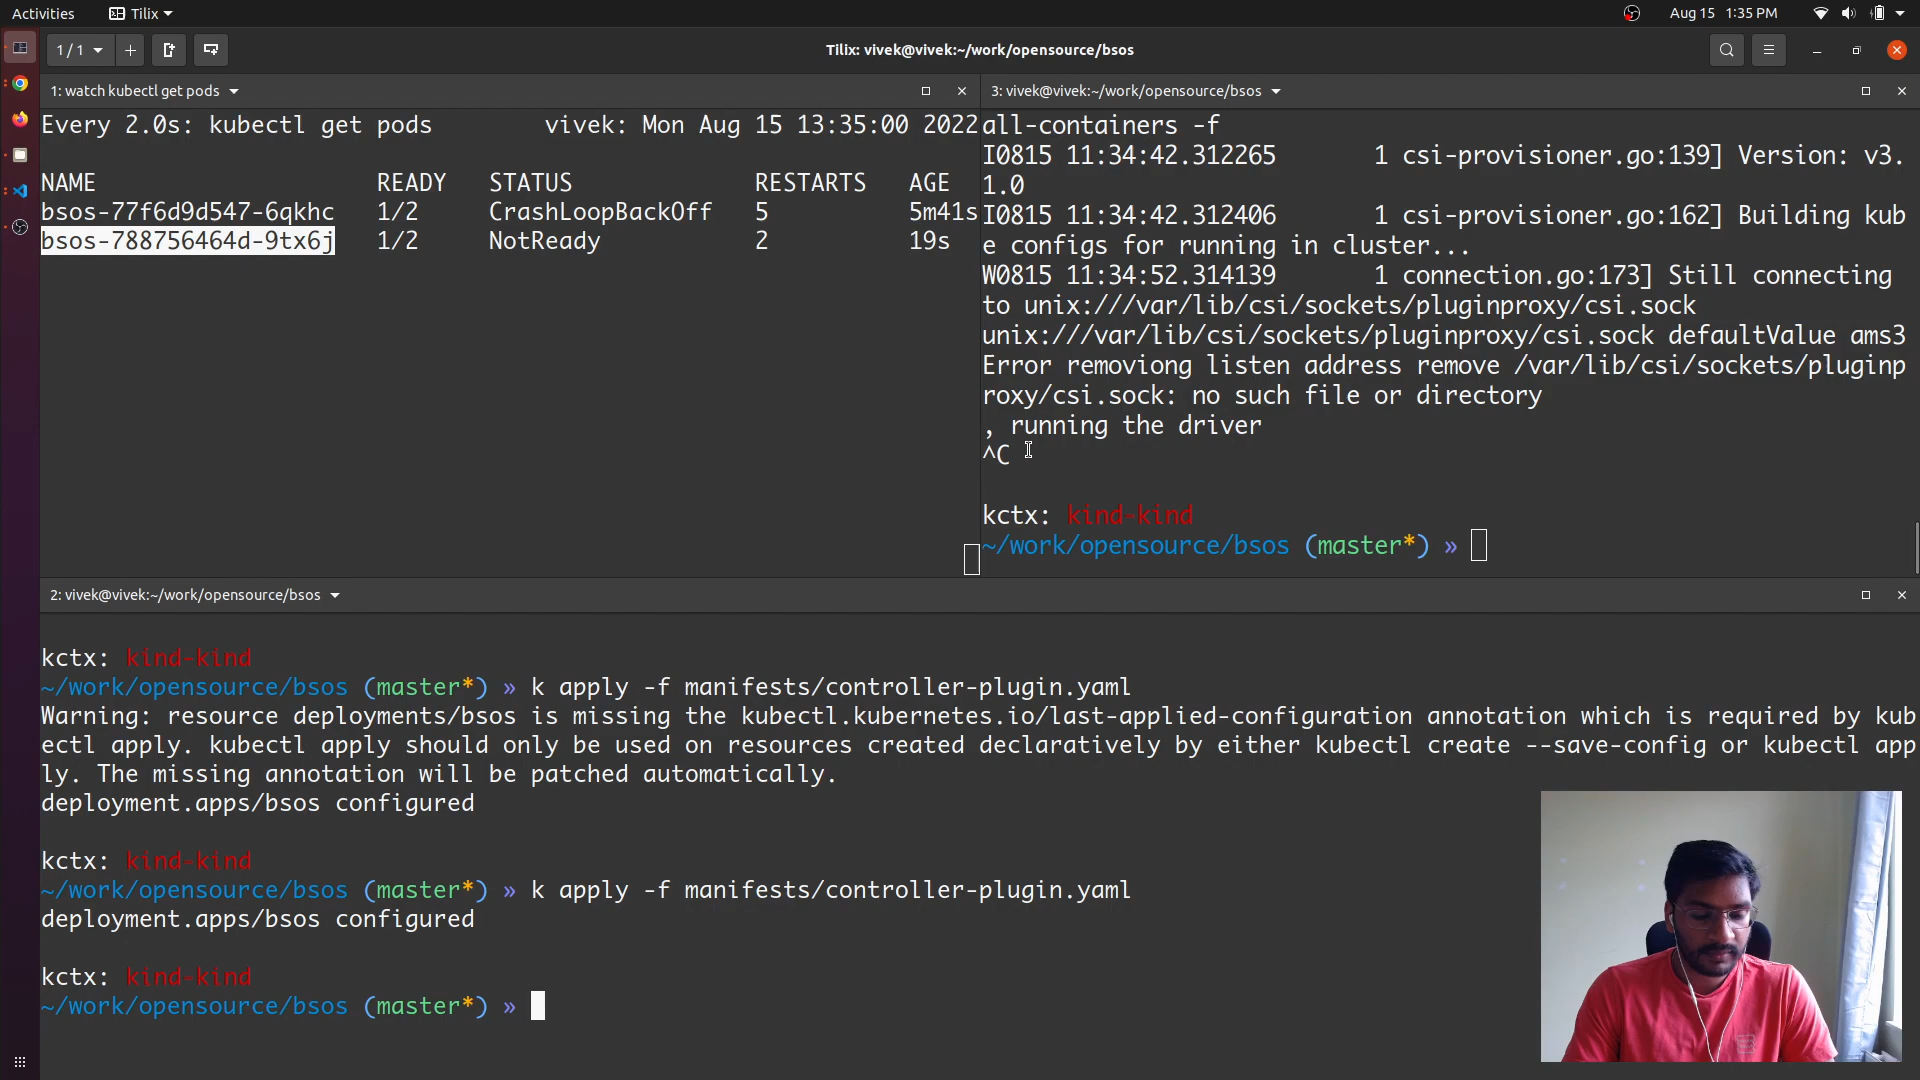 Activities
Tilix
Aug 15 1:35 PM
1 / 1
Tilix: vivek@vivek:~/work/opensource/bsos
1: watch kubectl get pods
Every 2.0s: kubectl get pods vivek: Mon Aug 15 13:35:00 2022
NAME READY STATUS RESTARTS AGE
bsos-77f6d9d547-6qkhc 1/2 CrashLoopBackOff 5 5m41s
bsos-788756464d-9tx6j 1/2 NotReady 2 19s
3: vivek@vivek:~/work/opensource/bsos
all-containers -f
I0815 11:34:42.312265 1 csi-provisioner.go:139] Version: v3.
1.0
I0815 11:34:42.312406 1 csi-provisioner.go:162] Building kub
e configs for running in cluster...
W0815 11:34:52.314139 1 connection.go:173] Still connecting
to unix:///var/lib/csi/sockets/pluginproxy/csi.sock
unix:///var/lib/csi/sockets/pluginproxy/csi.sock defaultValue ams3
Error removiong listen address remove /var/lib/csi/sockets/pluginp
roxy/csi.sock: no such file or directory
, running the driver
^C
kctx: kind-kind
~/work/opensource/bsos (master*) »
2: vivek@vivek:~/work/opensource/bsos
kctx: kind-kind
~/work/opensource/bsos (master*) » k apply -f manifests/controller-plugin.yaml
Warning: resource deployments/bsos is missing the kubectl.kubernetes.io/last-applied-configuration annotation which is required by kub
ectl apply. kubectl apply should only be used on resources created declaratively by either kubectl create --save-config or kubectl app
ly. The missing annotation will be patched automatically.
deployment.apps/bsos configured
kctx: kind-kind
~/work/opensource/bsos (master*) » k apply -f manifests/controller-plugin.yaml
deployment.apps/bsos configured
kctx: kind-kind
~/work/opensource/bsos (master*) »